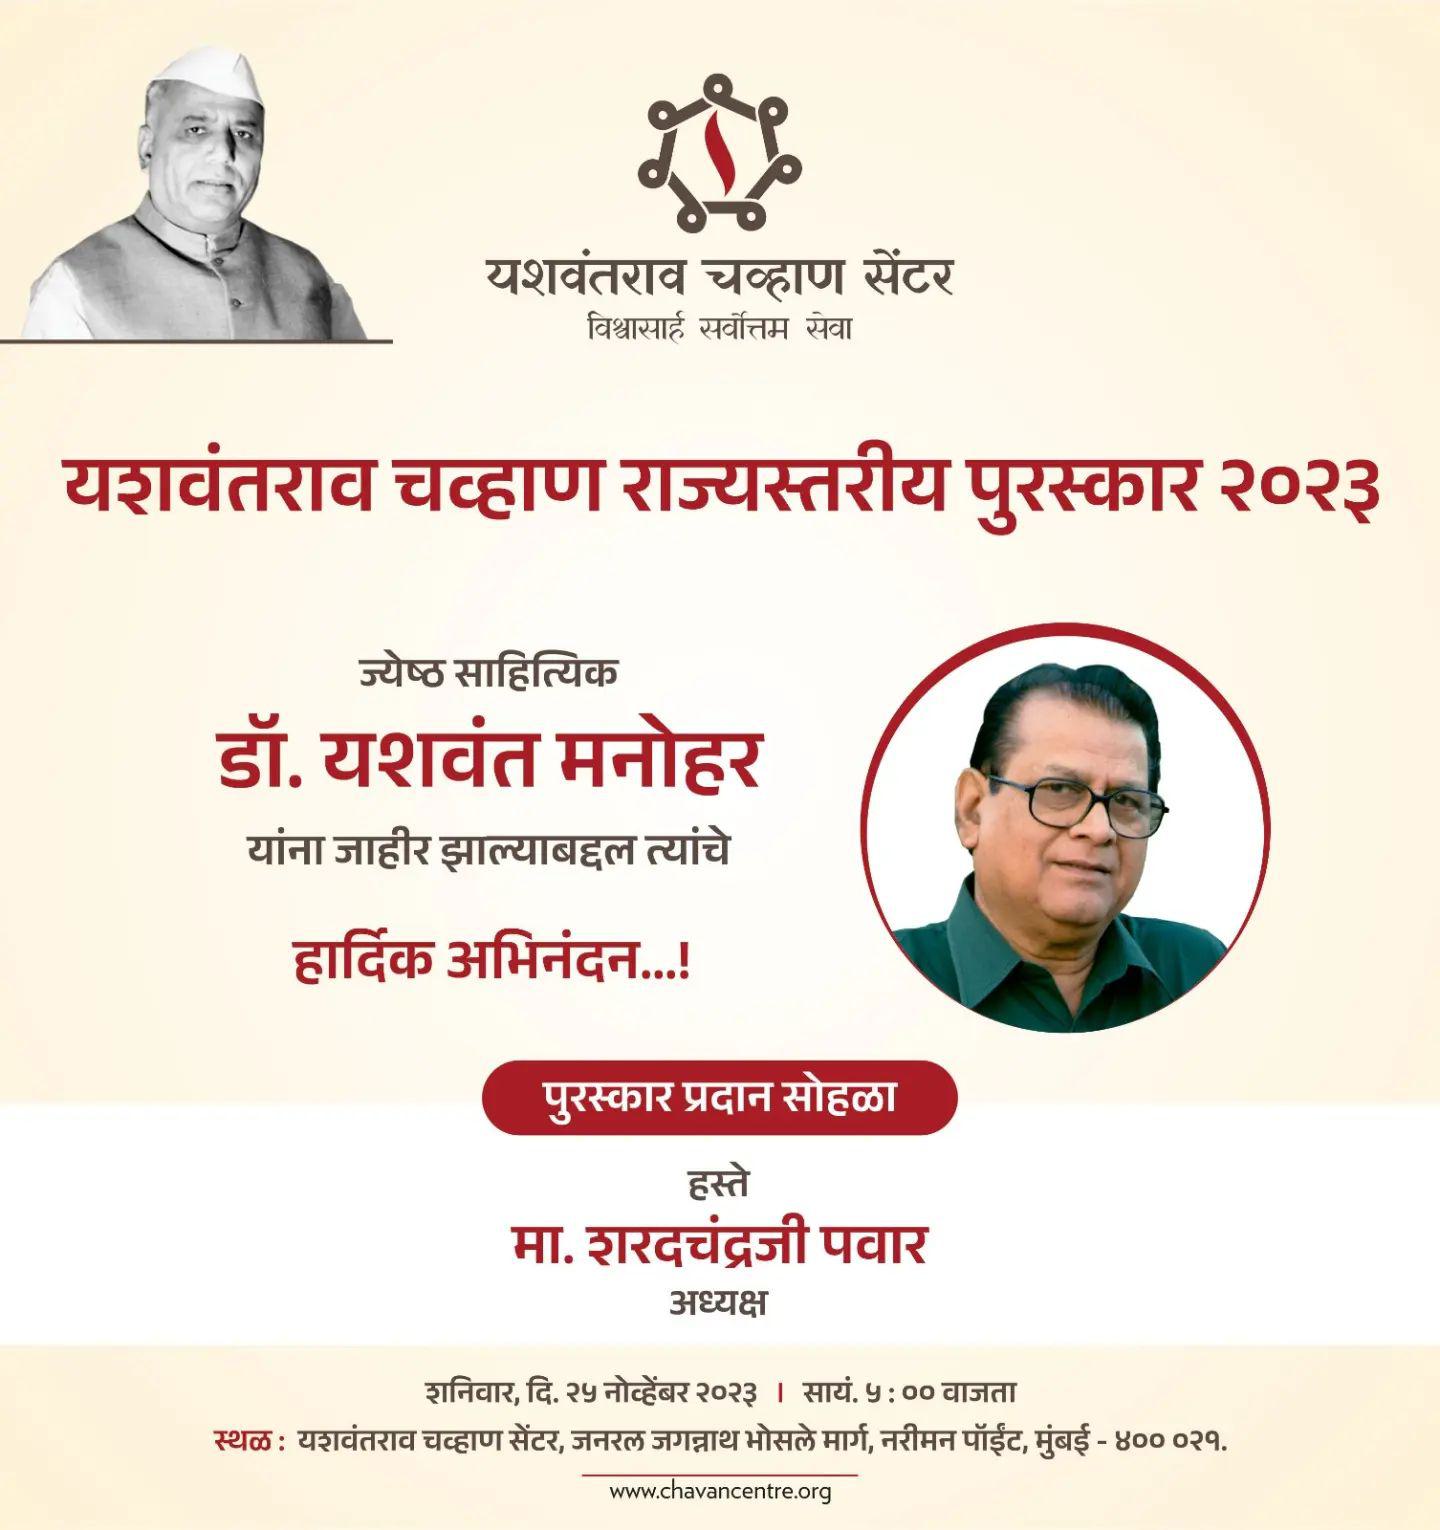 यशवंतराव चव्हाण सेंटर
विश्वासार्ह सर्वोत्तम सेवा
यशवंतराव चव्हाण राज्यस्तरीय पुरस्कार २०२३
ज्येष्ठ साहित्यिक
डॉ. यशवंत मनोहर
यांना जाहीर झाल्याबद्दल त्यांचे
हार्दिक अभिनंदन...!
पुरस्कार प्रदान सोहळा
हस्ते
मा. शरदचंद्रजी पवार
अध्यक्ष
शनिवार, दि. २५ नोव्हेंबर २०२३ । सायं. ५ : ०० वाजता
स्थळ : यशवंतराव चव्हाण सेंटर, जनरल जगन्नाथ भोसले मार्ग, नरीमन पॉईंट, मुंबई - ४०० ०२१.
www.chavancentre.org